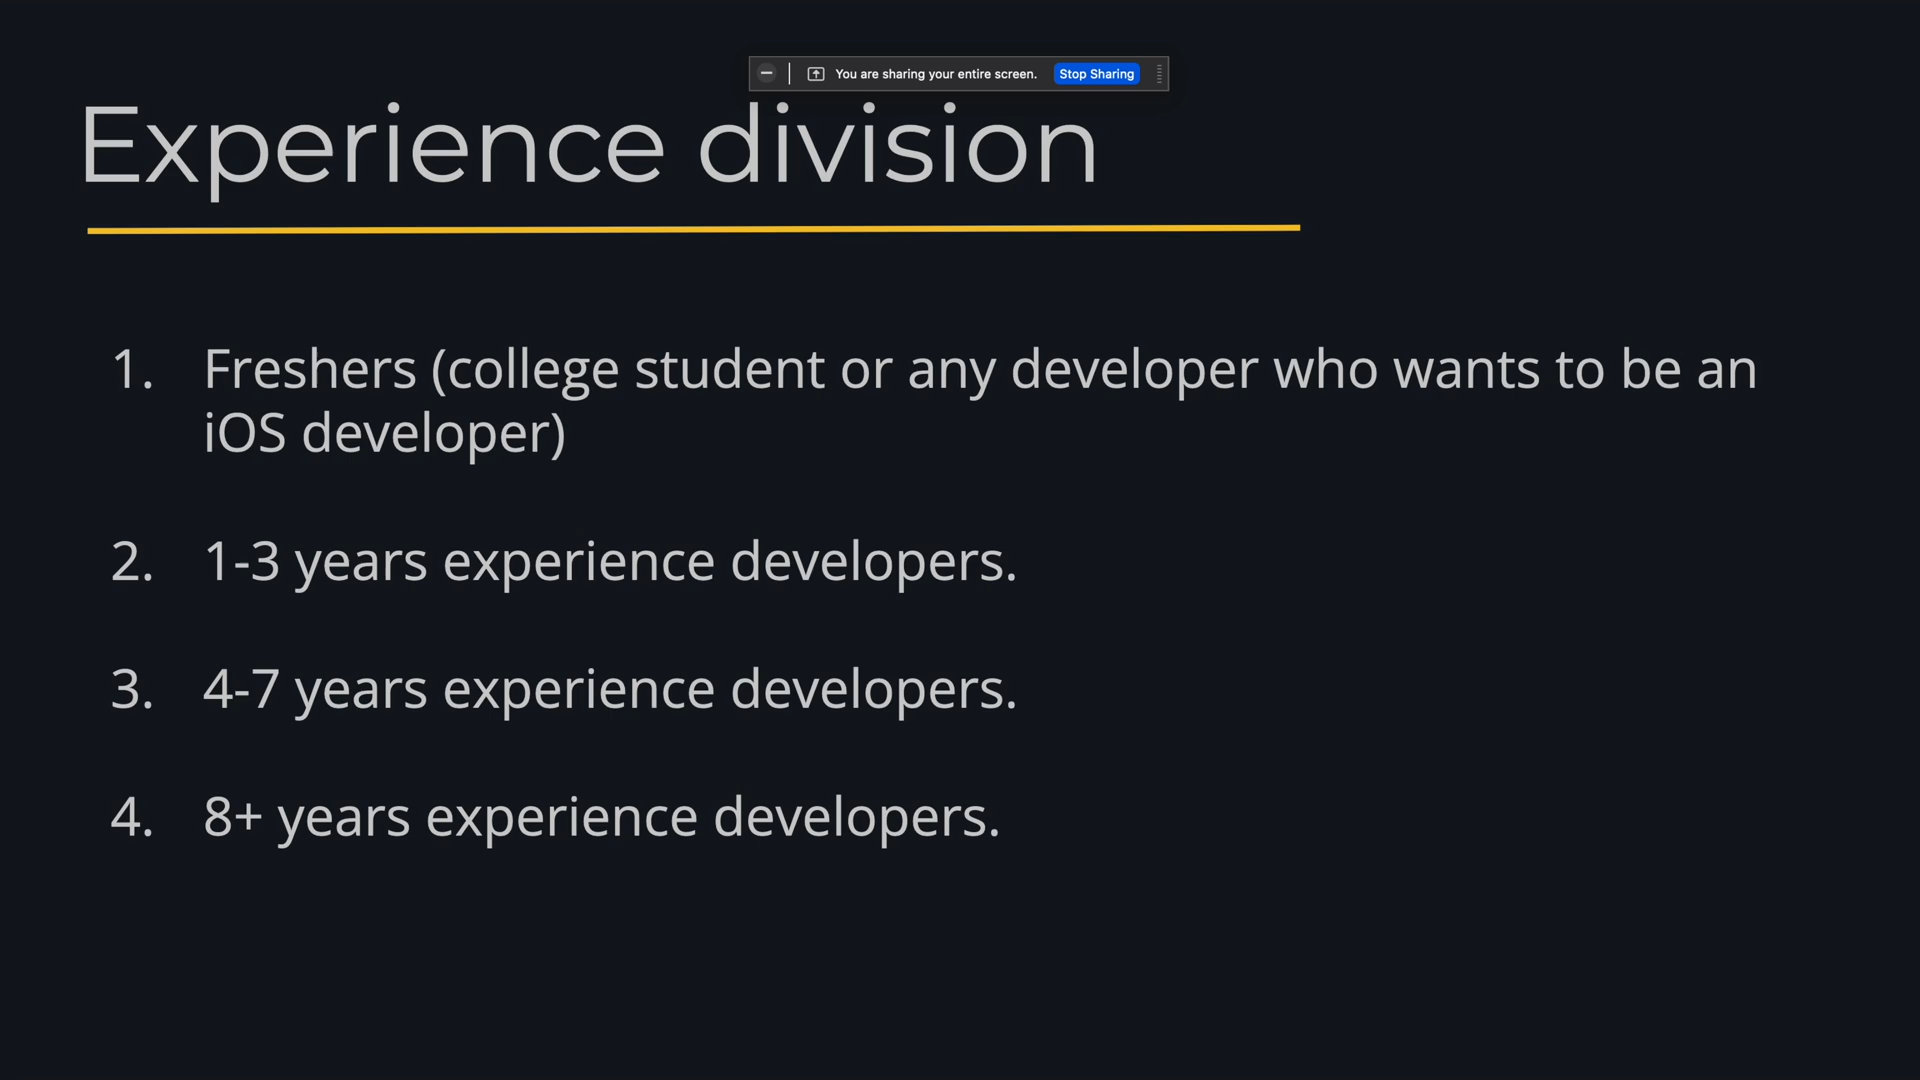 You are sharing your entire screen. Stop Sharing
Experience division
1. Freshers (college student or any developer who wants to be an
iOS developer)
2. 1-3 years experience developers.
3. 4-7 years experience developers.
4. 8+ years experience developers.